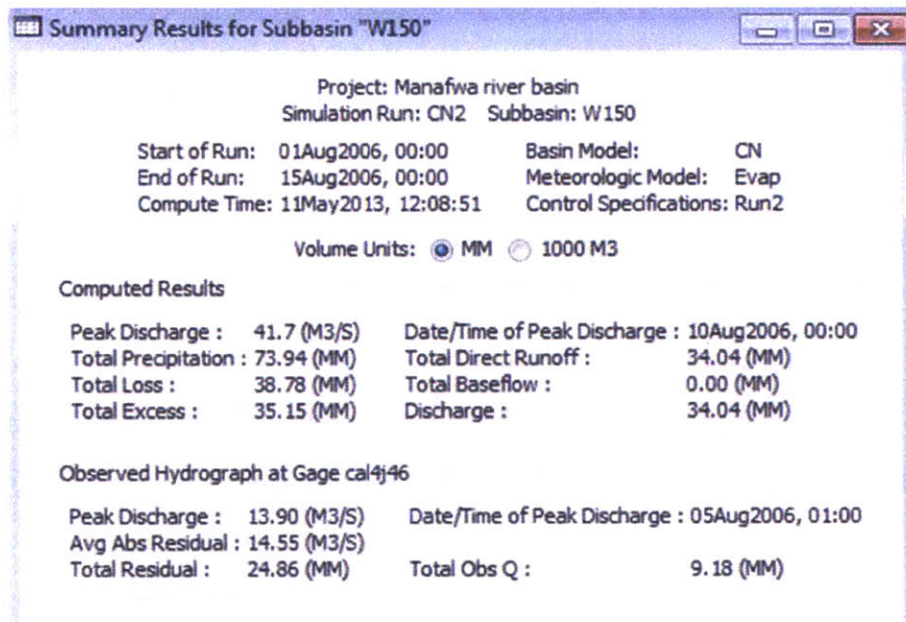 Summary Results for Subbasin "W150"
Project: Manafwa river basin
Simulation Run: CN2 Subbasin: W150
Start of Run: 01Aug2006, 00:00 Basin Model: CN
End of Run: 15Aug2006, 00:00 Meteorologic Model: Evap
Compute Time: 11May2013, 12:08:51 Control Specifications: Run2
Volume Units: MM 1000 M3
Computed Results
Peak Discharge : 41.7 (M3/S) Date/Time of Peak Discharge : 10Aug2006, 00:00
Total Precipitation : 73.94 (MM) Total Direct Runoff : 34.04 (MM)
Total Loss : 38.78 (MM) Total Baseflow : 0.00 (MM)
Total Excess : 35.15 (MM) Discharge : 34.04 (MM)
Observed Hydrograph at Gage cal4j46
Peak Discharge : 13.90 (M3/S) Date/Time of Peak Discharge : 05Aug2006, 01:00
Avg Abs Residual : 14.55 (M3/S)
Total Residual : 24.86 (MM) Total Obs Q : 9.18 (MM)